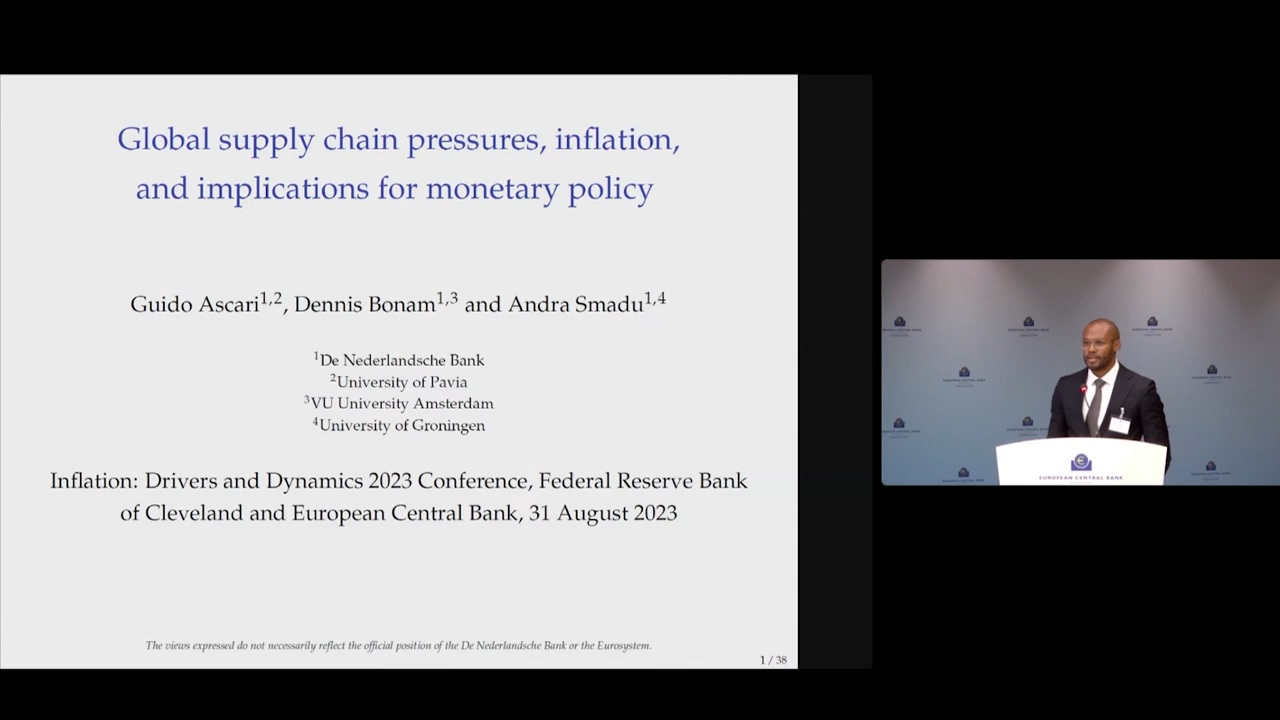 Global supply chain pressures, inflation,
and implications for monetary policy
Guido Ascari1,2, Dennis Bonam1,3 and Andra Smadu1,4
1De Nederlandsche Bank
2University of Pavia
3VU University Amsterdam
4University of Groningen
Inflation: Drivers and Dynamics 2023 Conference, Federal Reserve Bank
of Cleveland and European Central Bank, 31 August 2023
The views expressed do not necessarily reflect the official position of the De Nederlandsche Bank or the Eurosystem.
1 / 38
EUROPEAN CENTRAL BANK